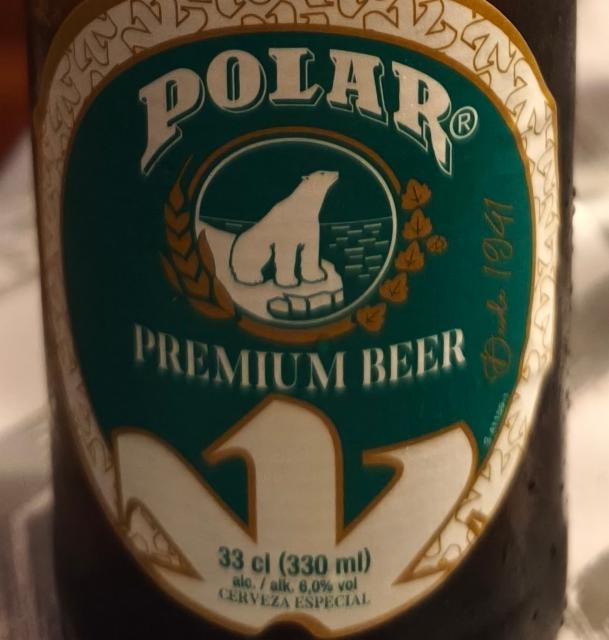 POLAR®
Desde 1941
PREMIUM BEER
33 cl (330 ml)
alc. / alk. 6,0% vol
CERVEZA ESPECIAL